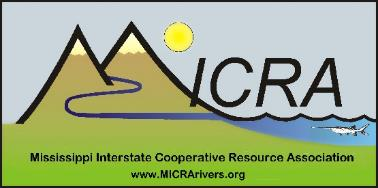 MICRA
Mississippi Interstate Cooperative Resource Association
www.MICRArivers.org